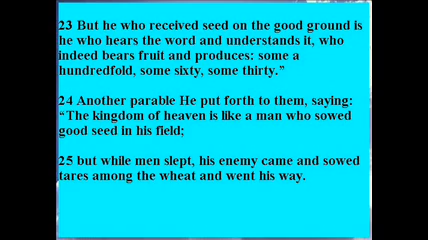 23 But he who received seed on the good ground is
he who hears the word and understands it, who
indeed bears fruit and produces: some a
hundredfold, some sixty, some thirty.”
24 Another parable He put forth to them, saying:
“The kingdom of heaven is like a man who sowed
good seed in his field;
25 but while men slept, his enemy came and sowed
tares among the wheat and went his way.